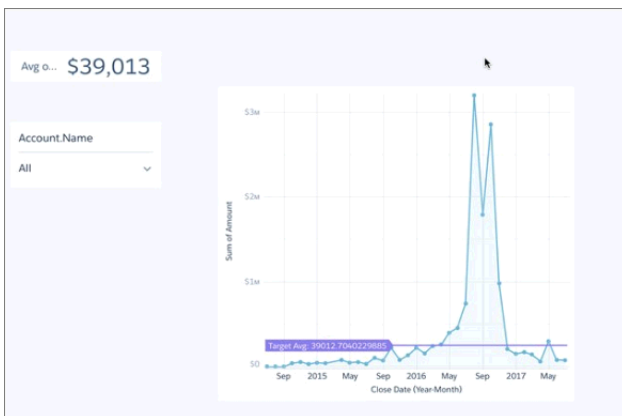 Avg o... $39,013
Account.Name
All
$3M
$2M
$1M
$0
Sum of Amount
Target Avg: 39012.7040229885
Sep 2015 May Sep 2016 May Sep 2017 May
Close Date (Year-Month)